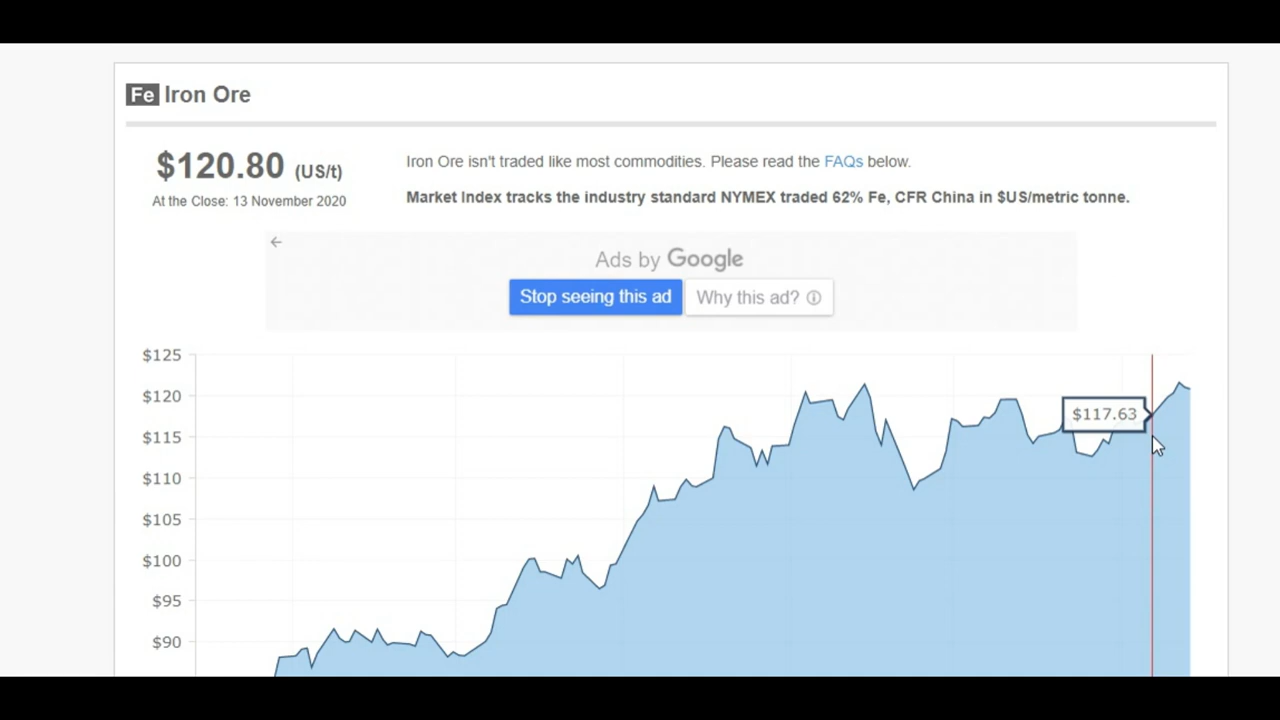 Fe Iron Ore
$120.80 (US/t)
At the Close: 13 November 2020
Iron Ore isn't traded like most commodities. Please read the FAQs below.
Market Index tracks the industry standard NYMEX traded 62% Fe, CFR China in $US/metric tonne.
Ads by Google
Stop seeing this ad
Why this ad?
$125
$120
$117.63
$115
$110
$105
$100
$95
$90